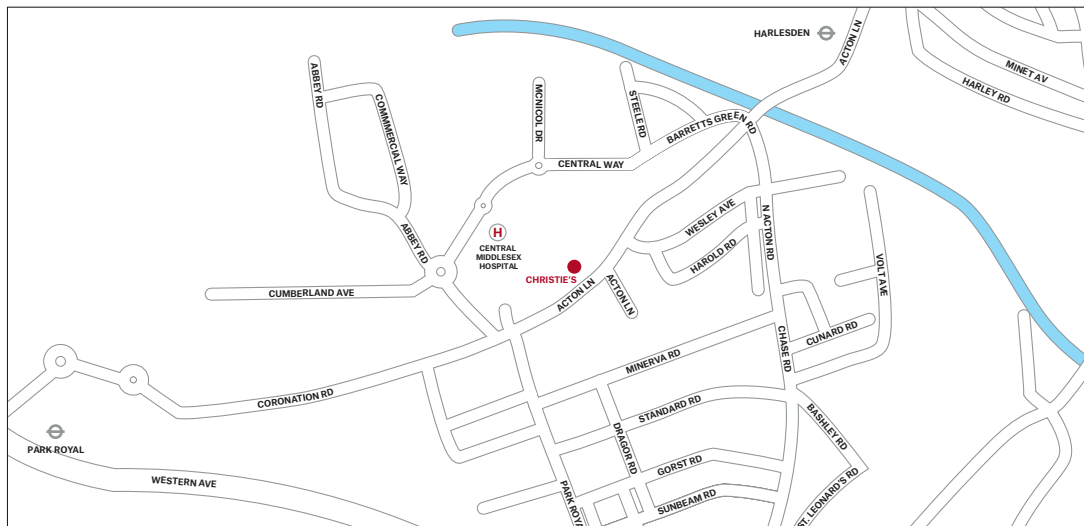 HARLESDEN
ACTON LN
MINET AV
HARLEY RD
ABBEY RD
COMMMERCIAL WAY
MCNICOL DR
STEELE RD
BARRETTS GREEN RD
CENTRAL WAY
H
CENTRAL
MIDDLESEX
HOSPITAL
ABBEY RD
WESLEY AVE
N ACTON RD
HAROLD RD
VOLT AVE
CHRISTIE'S
CUMBERLAND AVE
ACTON LN
ACTON LN
MINERVA RD
CHASE RD
CUNARD RD
CORONATION RD
STANDARD RD
BASHLEY RD
PARK ROYAL
DRAGOR RD
GORST RD
WESTERN AVE
PARK ROYAL
SUNBEAM RD
ST. LEONARD'S RD